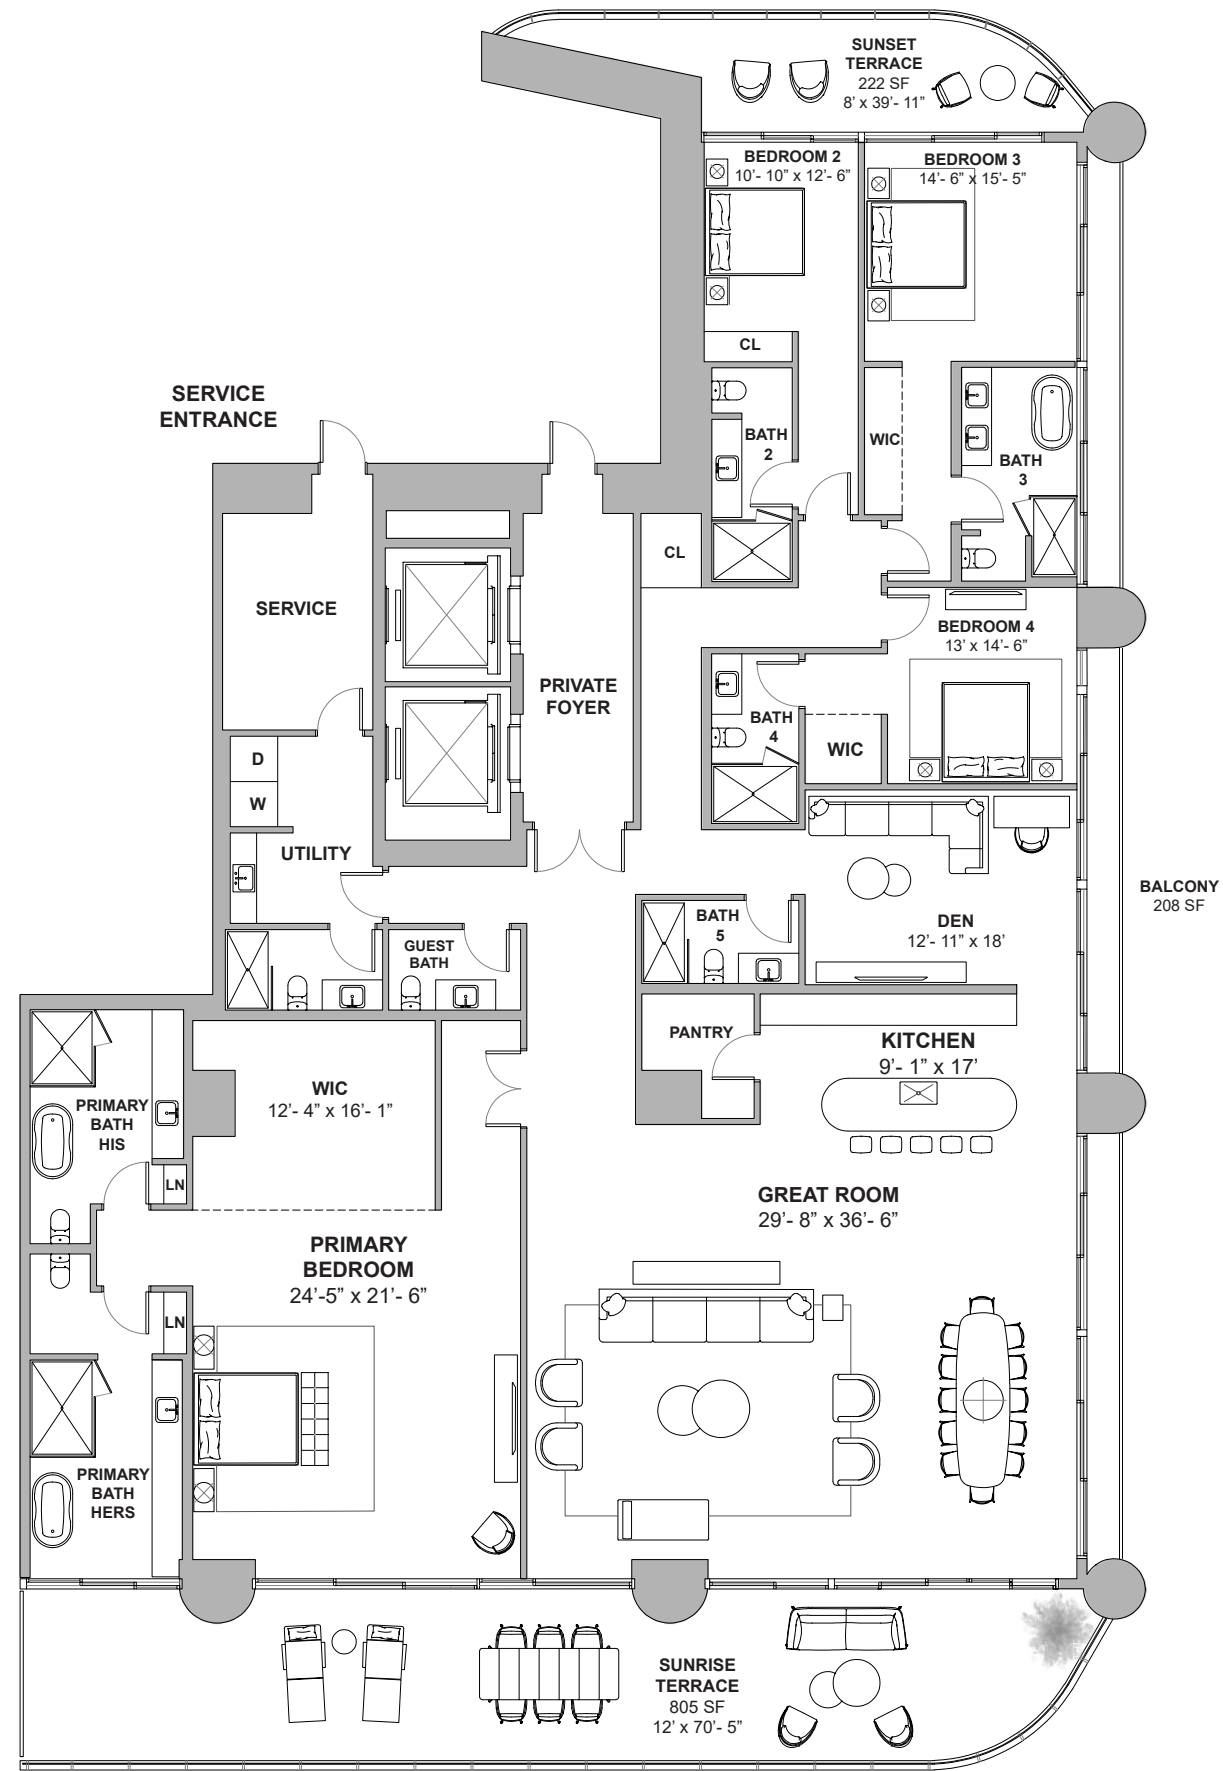 SUNSET
TERRACE
222 SF
8’ x 39’- 11”
BEDROOM 2
10’- 10” x 12’- 6”
BEDROOM 3
14’- 6” x 15’- 5”
CL
SERVICE
ENTRANCE
BATH
2
WIC
BATH
3
CL
SERVICE
BEDROOM 4
13’ x 14’- 6”
PRIVATE
FOYER
BATH
4
WIC
D
W
UTILITY
BALCONY
208 SF
BATH
5
DEN
12’- 11” x 18’
GUEST
BATH
PANTRY
KITCHEN
9’- 1” x 17’
WIC
12’- 4” x 16’- 1”
PRIMARY
BATH
HIS
LN
GREAT ROOM
29’- 8” x 36’- 6”
PRIMARY
BEDROOM
24’-5” x 21’- 6”
LN
PRIMARY
BATH
HERS
SUNRISE
TERRACE
805 SF
12’ x 70’- 5”